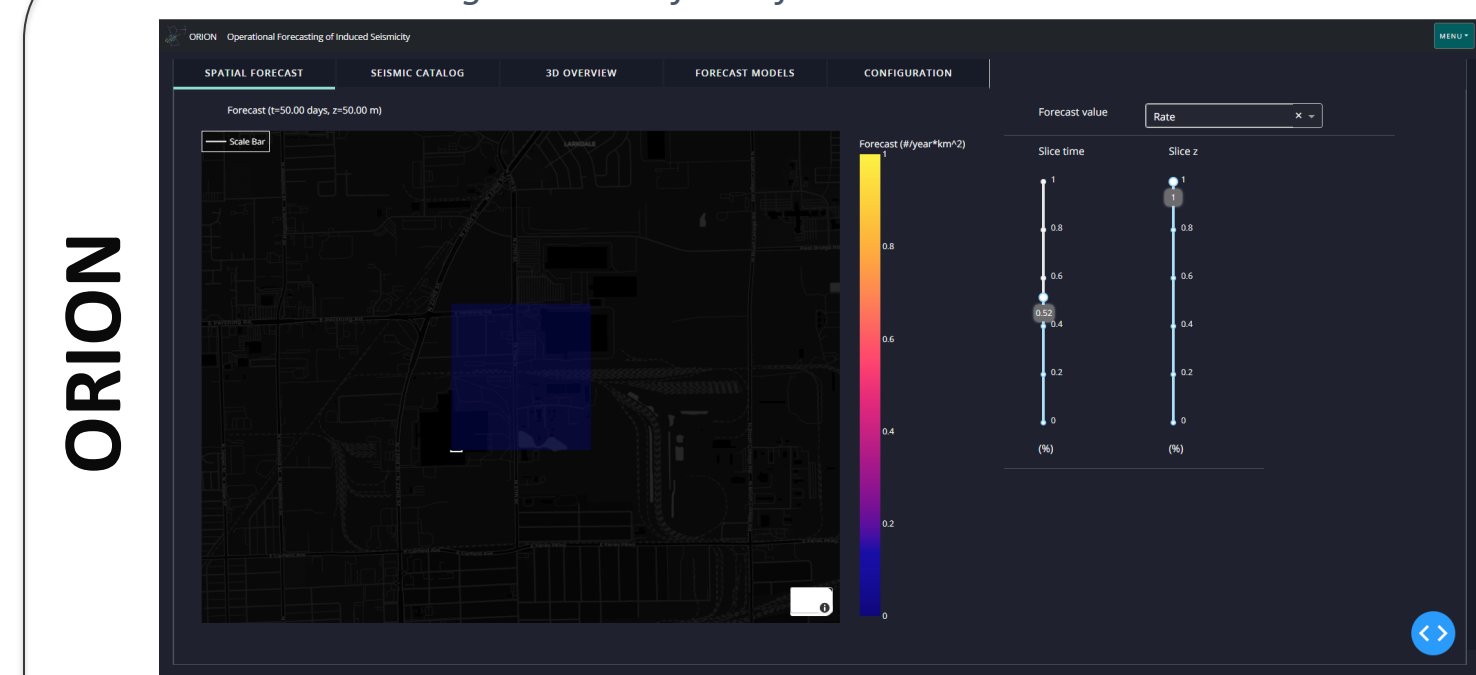 ORION
ORION Operational Forecasting of Induced Seismicity
MENU
SPATIAL FORECAST
SEISMIC CATALOG
3D OVERVIEW
FORECAST MODELS
CONFIGURATION
Forecast (t=50.00 days, z=50.00 m)
Scale Bar
LARKDALE
Forecast (#/year*km^2)
1
0.8
0.6
0.4
0.2
0
Forecast value
Rate
Slice time
1
0.8
0.6
0.52
0.4
0.2
0
(%)
Slice z
1
1
0.8
0.6
0.4
0.2
0
(%)